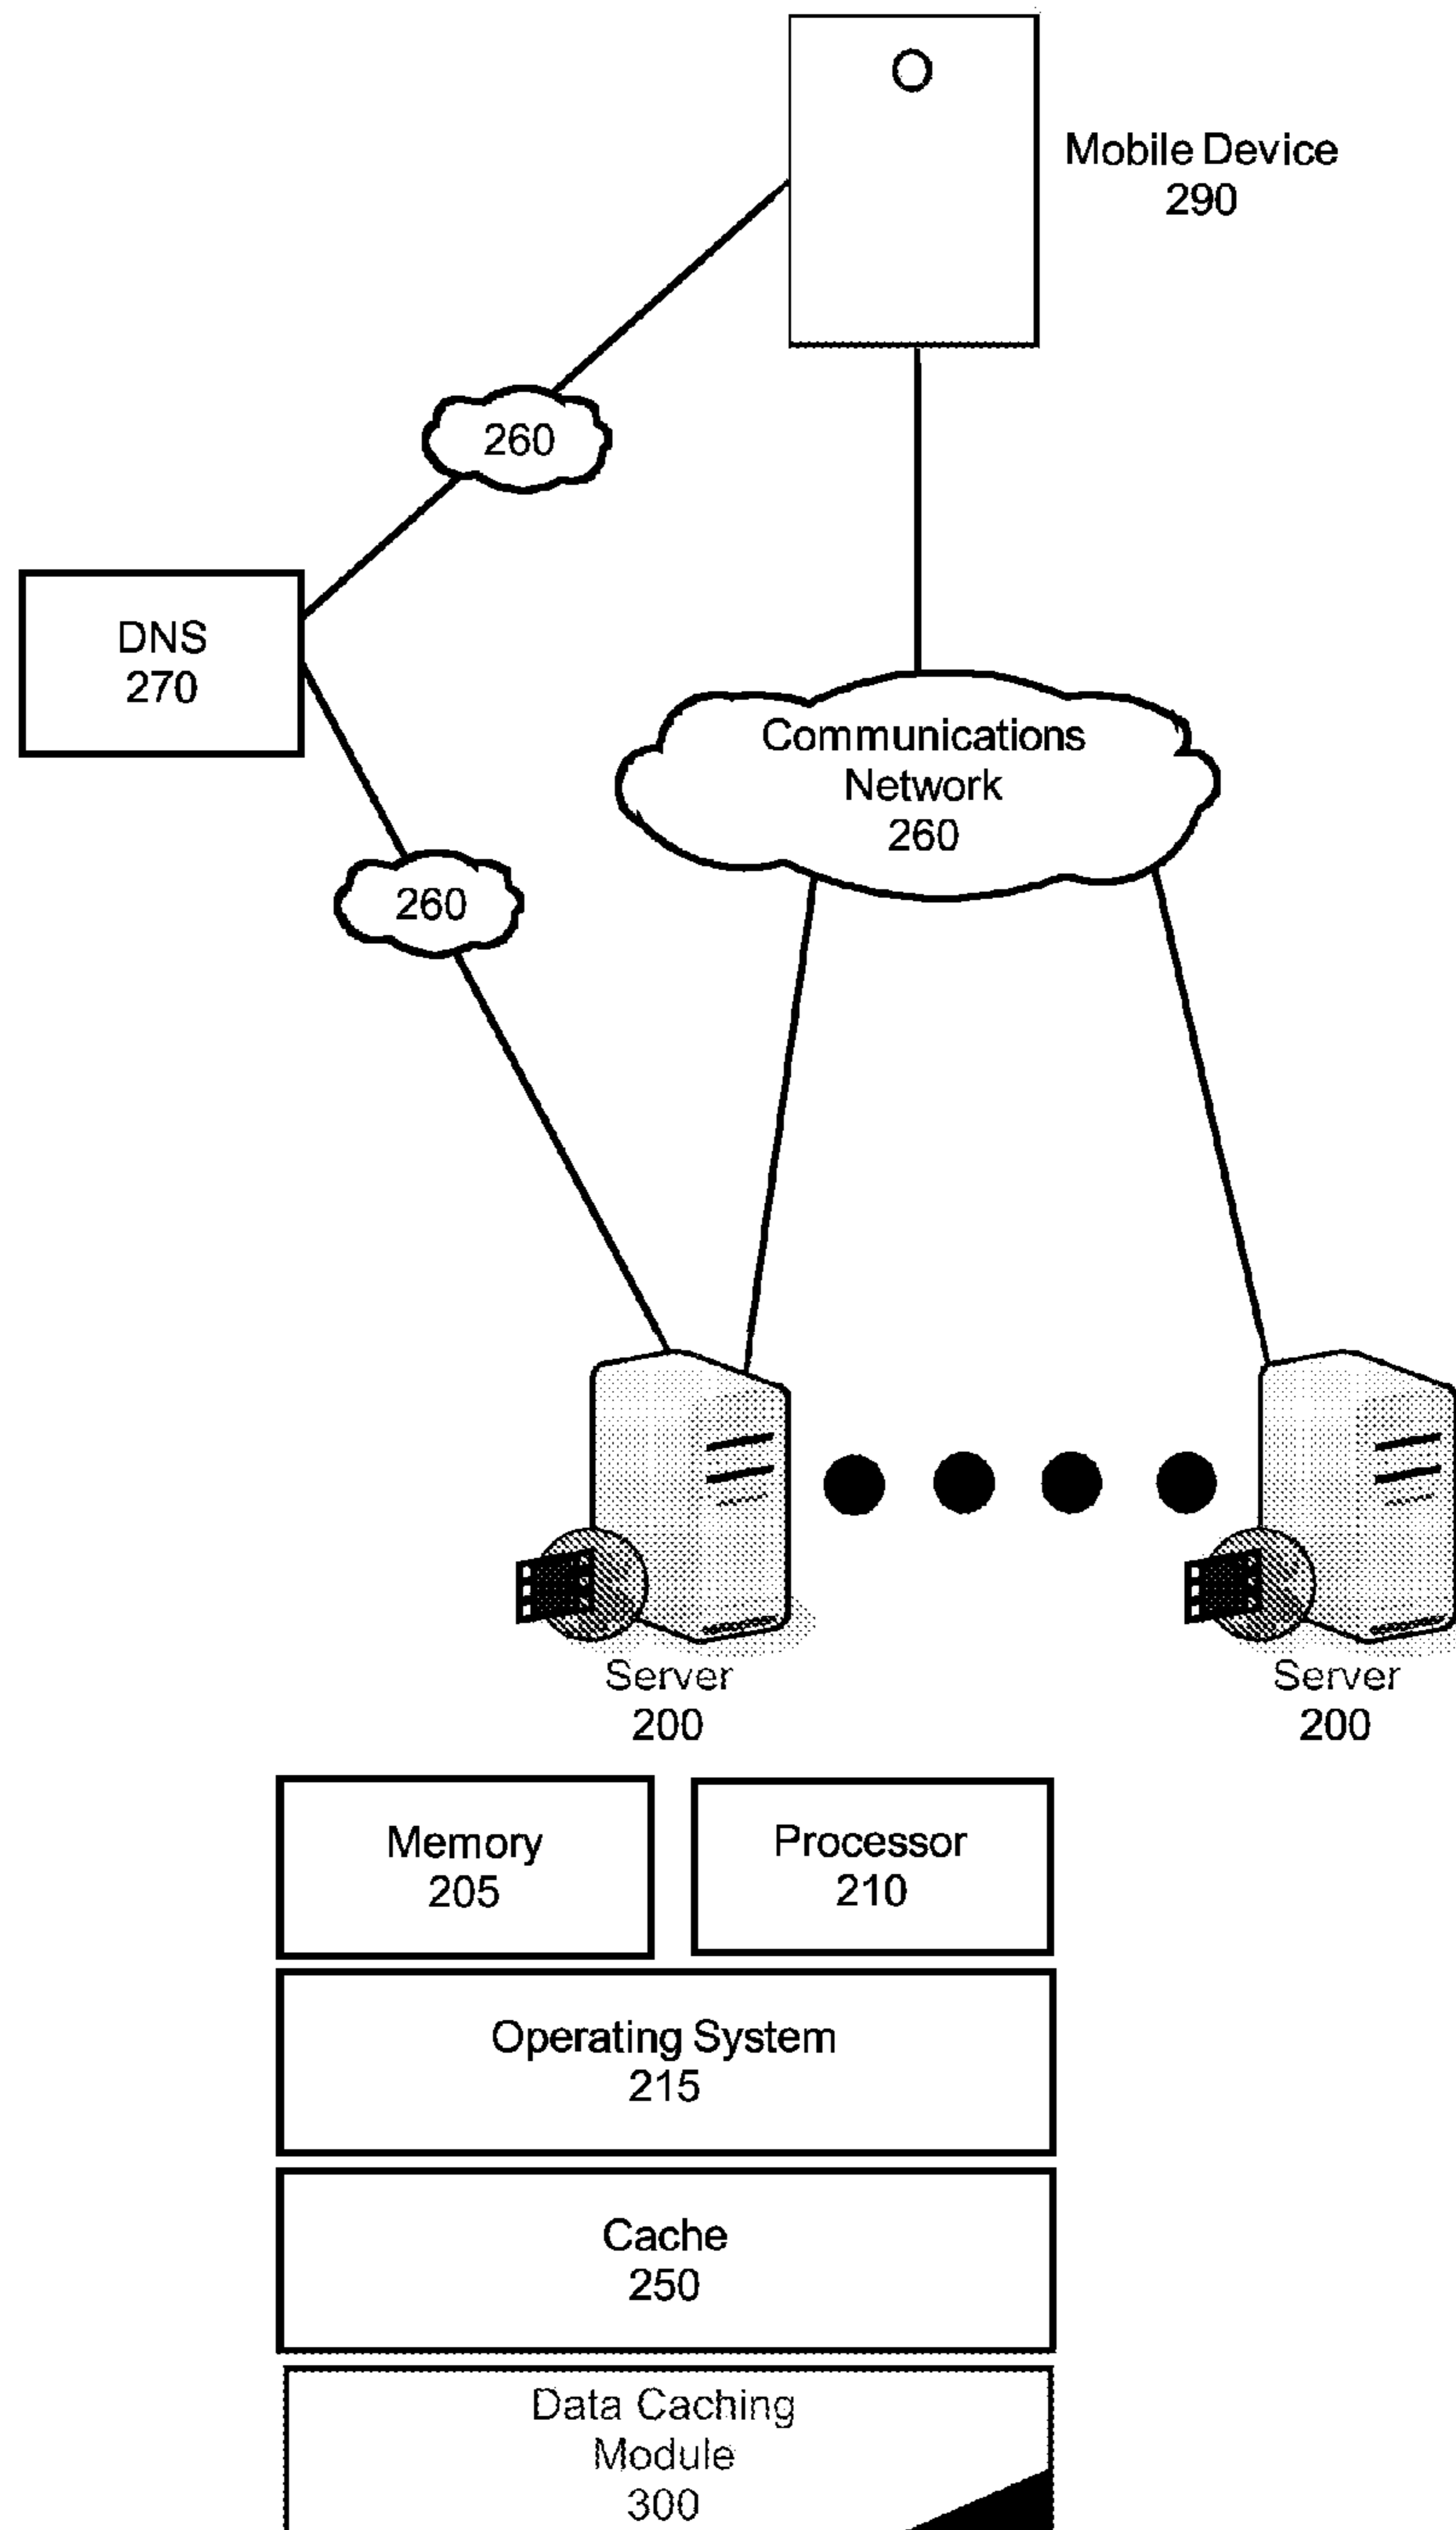 Mobile Device
290
260
DNS
270
Communications
Network
260
260
Server
200
Server
200
Memory
205
Processor
210
Operating System
215
Cache
250
Data Caching
Module
300